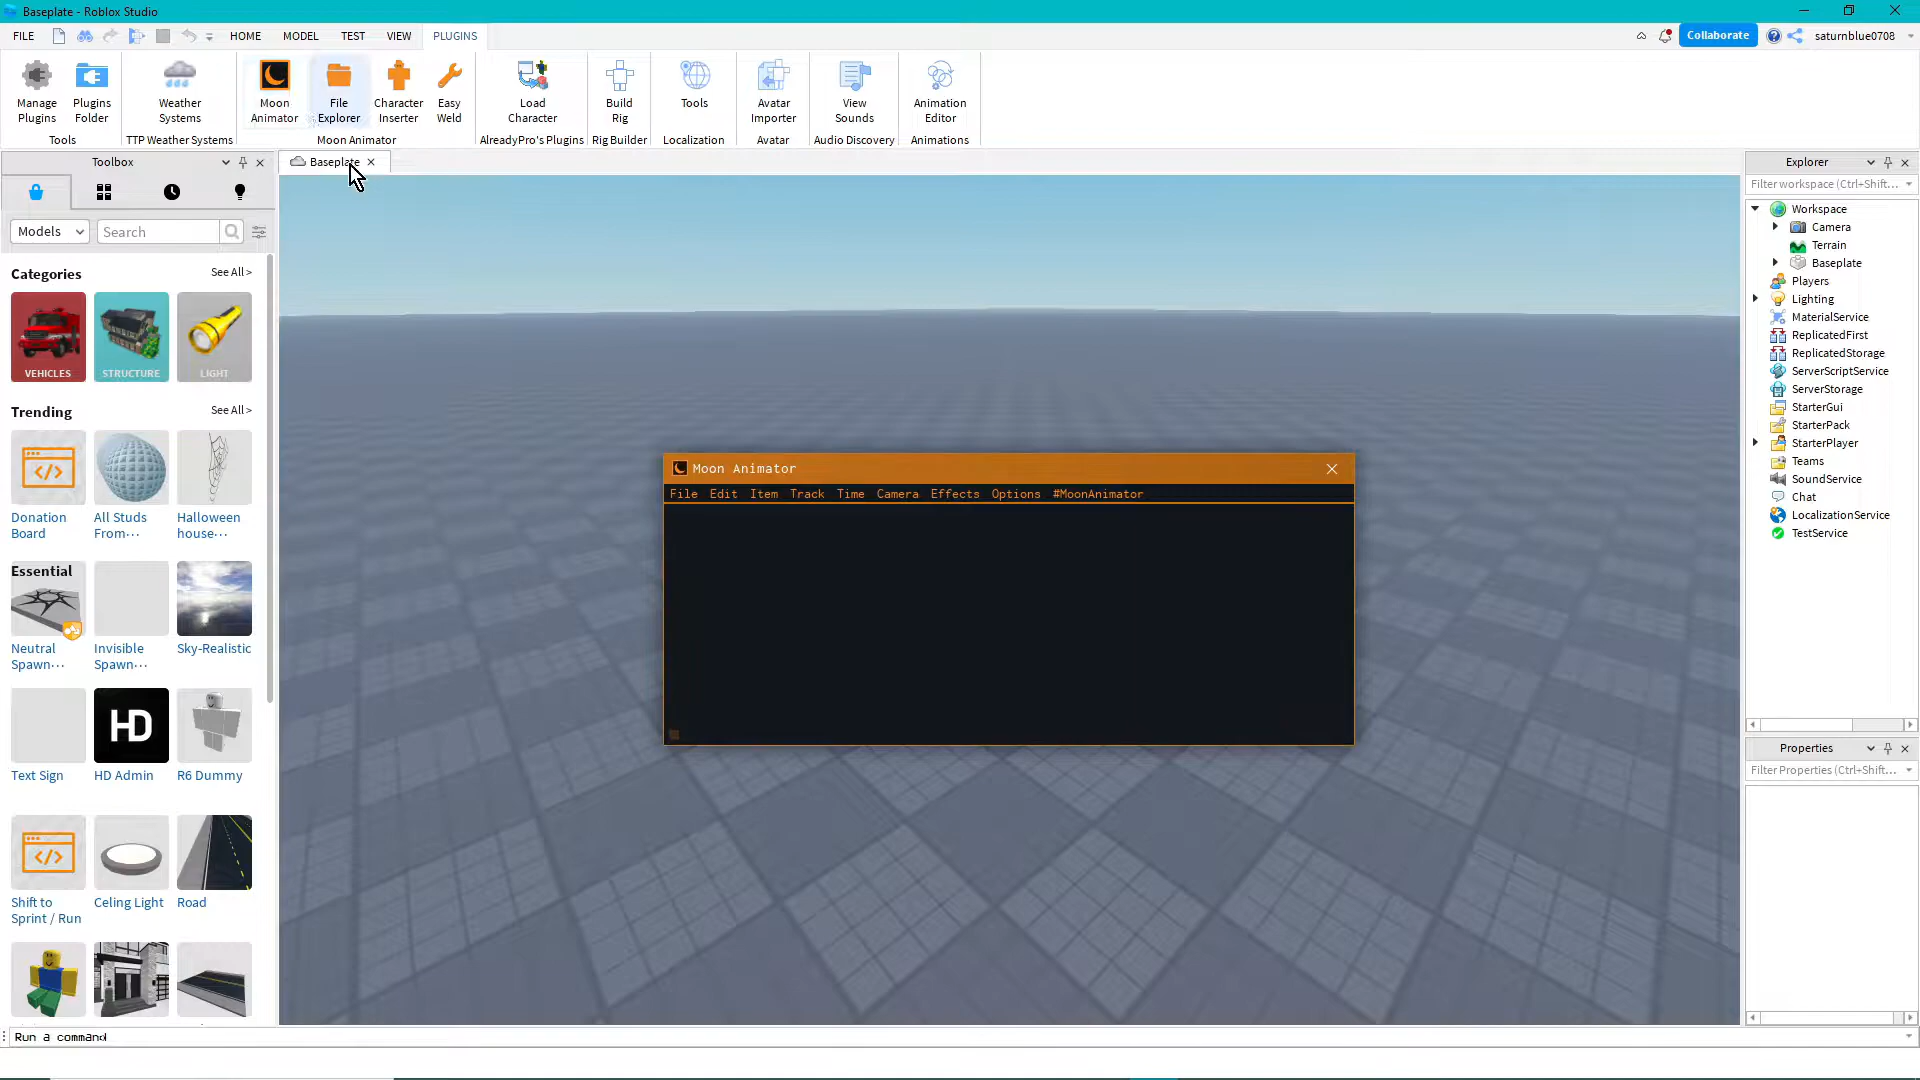 Baseplate - Roblox Studio
FILE HOME MODEL TEST VIEW PLUGINS Collaborate saturnblue0708
Manage Plugins
Plugins Folder
Tools
Weather Systems
TTP Weather Systems
Moon Animator
File Explorer
Character Inserter
Easy Weld
Moon Animator
Load Character
AlreadyPro's Plugins
Build Rig
Rig Builder
Tools
Localization
Avatar Importer
Avatar
View Sounds
Audio Discovery
Animation Editor
Animations
Toolbox
Models
Search
Categories See All >
VEHICLES STRUCTURE LIGHT
Trending See All >
Donation Board
All Studs From···
Halloween house···
Essential
Neutral Spawn···
Invisible Spawn···
Sky-Realistic
HD
Text Sign
HD Admin
R6 Dummy
Shift to Sprint / Run
Celing Light
Road
Baseplate
Moon Animator
File Edit Item Track Time Camera Effects Options #MoonAnimator
Explorer
Filter workspace (Ctrl+Shift...
Workspace
Camera
Terrain
Baseplate
Players
Lighting
MaterialService
ReplicatedFirst
ReplicatedStorage
ServerScriptService
ServerStorage
StarterGui
StarterPack
StarterPlayer
Teams
SoundService
Chat
LocalizationService
TestService
Properties
Filter Properties (Ctrl+Shift...
Run a command